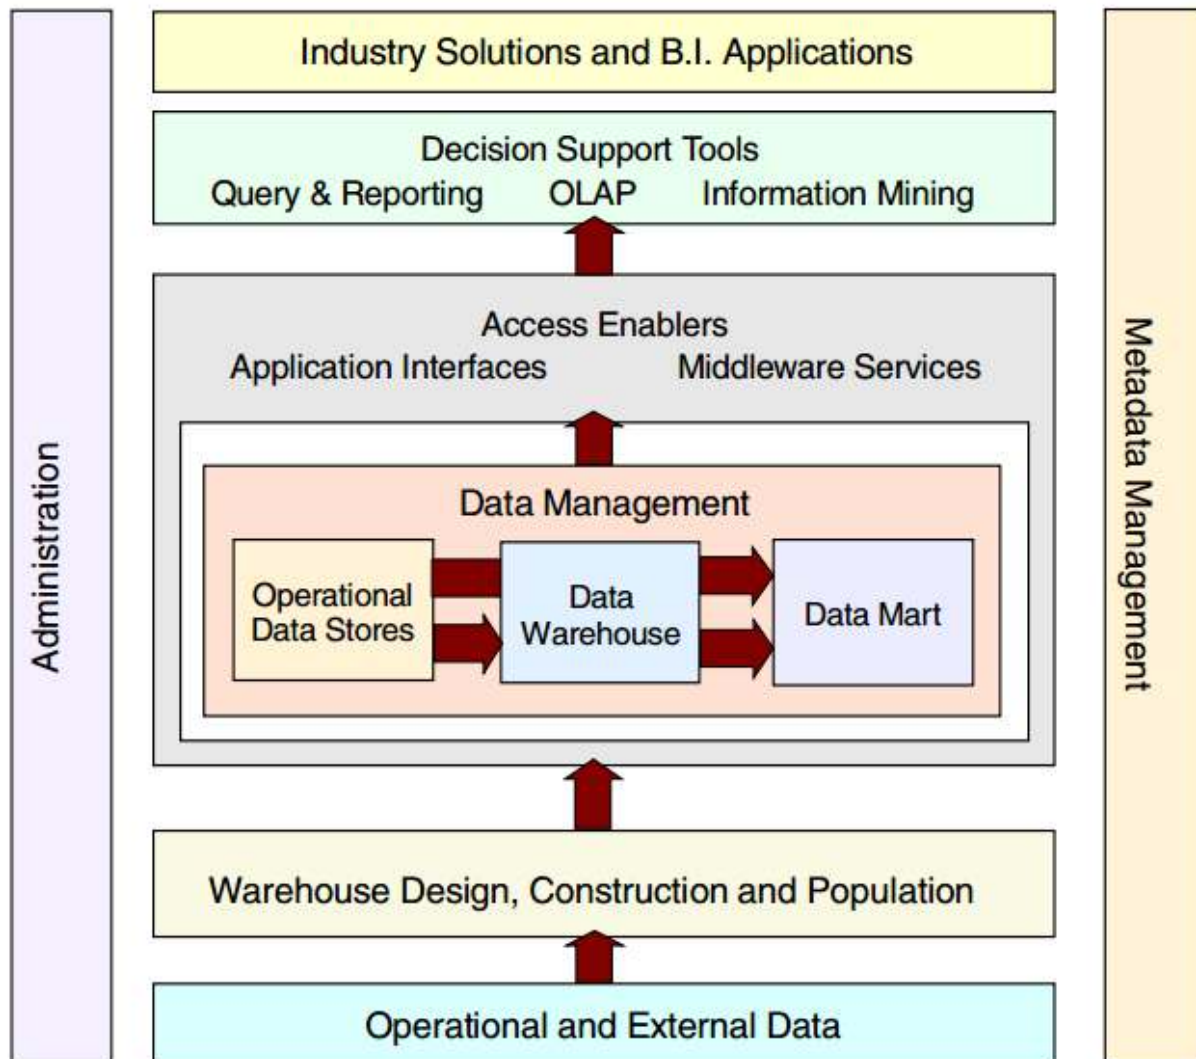 Industry Solutions and B.I. Applications
Decision Support Tools
Query & Reporting OLAP Information Mining
Access Enablers
Application Interfaces Middleware Services
Data Management
Operational
Data Stores
Data
Warehouse
Data Mart
Warehouse Design, Construction and Population
Operational and External Data
Administration
Metadata Management